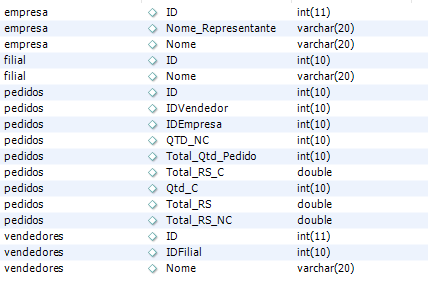 empresa ID int(11)
empresa Nome_Representante varchar(20)
empresa Nome varchar(20)
filial ID int(10)
filial Nome varchar(20)
pedidos ID int(10)
pedidos IDVendedor int(10)
pedidos IDEmpresa int(10)
pedidos QTD_NC int(10)
pedidos Total_Qtd_Pedido int(10)
pedidos Total_RS_C double
pedidos Qtd_C int(10)
pedidos Total_RS double
pedidos Total_RS_NC double
vendedores ID int(11)
vendedores IDFilial int(10)
vendedores Nome varchar(20)